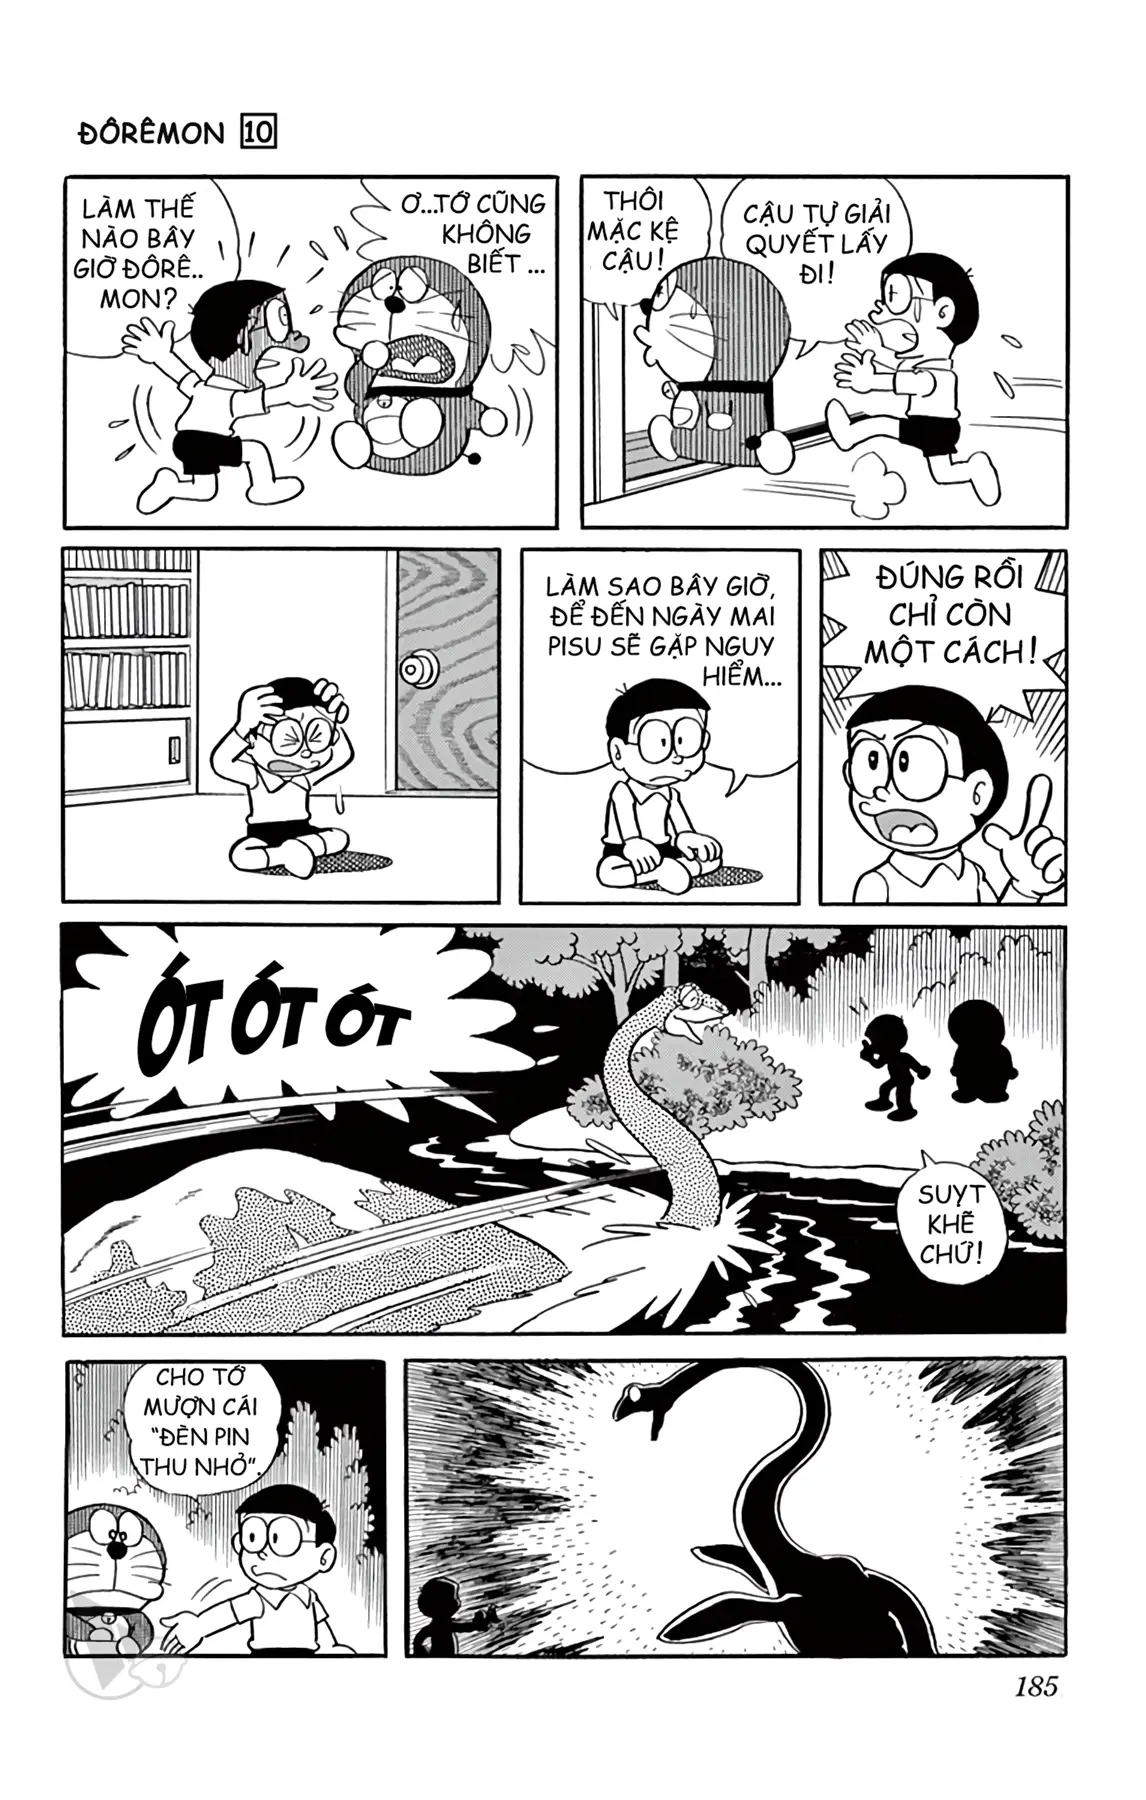 ĐÔRÊMON 10
LÀM THẾ
NÀO BÂY
GIỜ ĐÔRÊ..
MON?
Ơ...TỚ CŨNG
KHÔNG
BIẾT ...
THÔI
MẶC KỆ
CẬU!
CẬU TỰ GIẢI
QUYẾT LẤY
ĐI!
LÀM SAO BÂY GIỜ,
ĐỂ ĐẾN NGÀY MAI
PISU SẼ GẶP NGUY
HIỂM...
ĐÚNG RỒI
CHỈ CÒN
MỘT CÁCH!
ÓT ÓT ÓT
SUỴT
KHẼ
CHỨ!
CHO TỚ
MƯỢN CÁI
“ĐÈN PIN
THU NHỎ”.
185